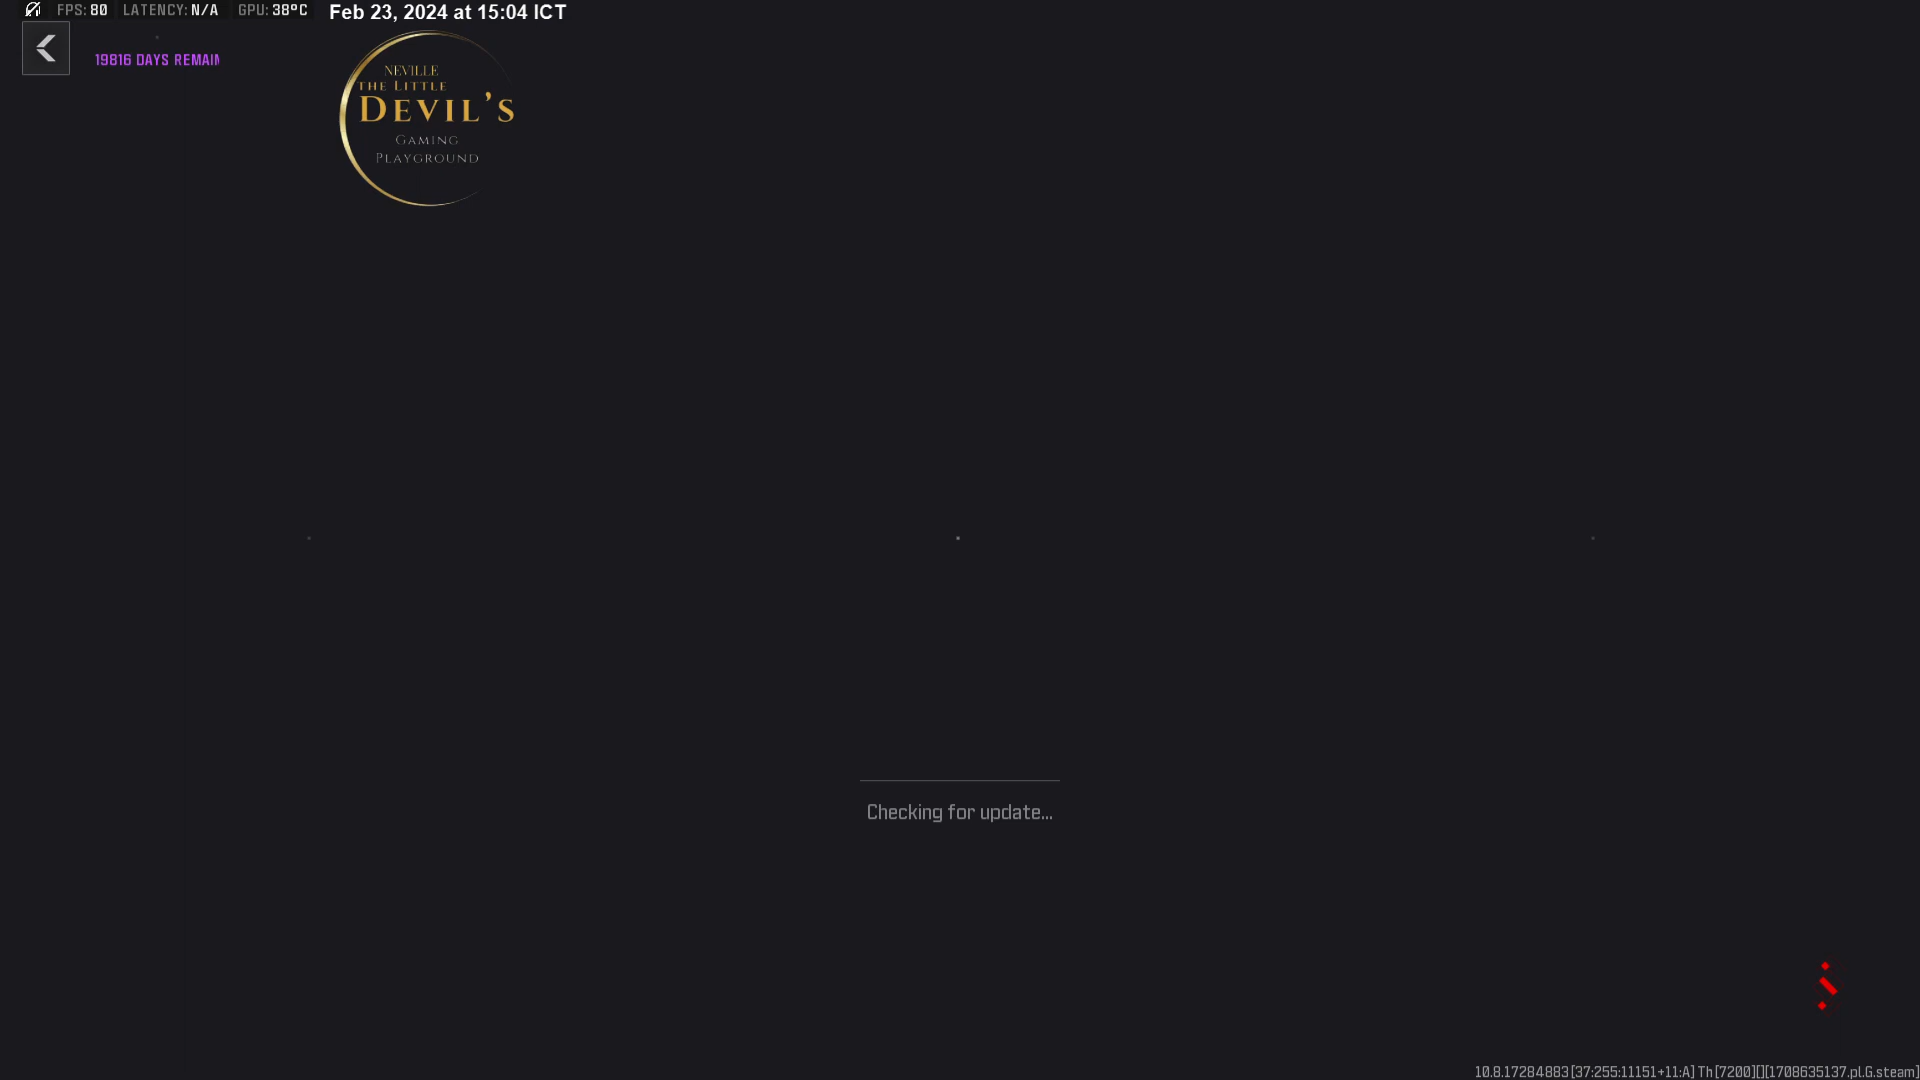 FPS: 80 LATENCY: N/A GPU: 38°C Feb 23, 2024 at 15:04 ICT
19816 DAYS REMAIN
NEVILLE
THE LITTLE
DEVIL'S
GAMING
PLAYGROUND
Checking for update...
10.8.17284883 [37:255:11151+11:A] Th [7200][][1708635137.pl.G.steam]